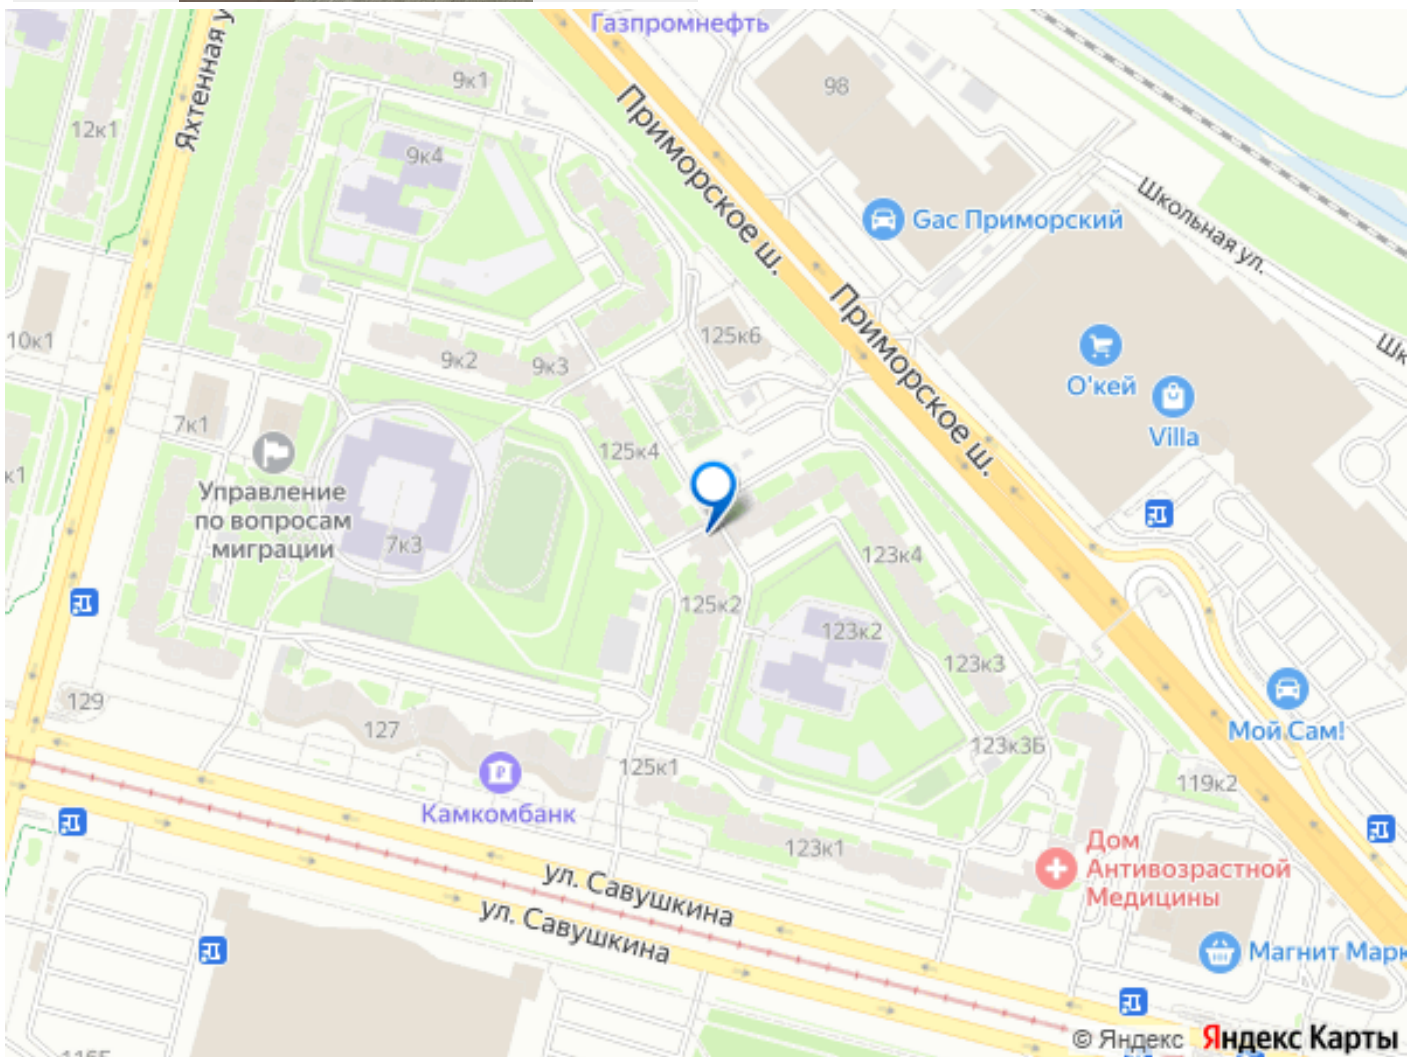 Газпромнефть
Яхтенная у
9к1
98
12к1
Приморское ш.
9к4
Школьная ул.
Gac Приморский
Приморское ш.
10к1
125к6
Шк
9к2
9к3
О'кей
Villa
7к1
125к4
к1
Управление
по вопросам
миграции
7к3
123к4
125к2
123к2
123к3
129
127
Мой Сам!
123к3Б
125к1
119к2
Камкомбанк
123к1
Дом
Антивозрастной
Медицины
ул. Савушкина
ул. Савушкина
Магнит Марк
© Яндекс Яндекс Карты